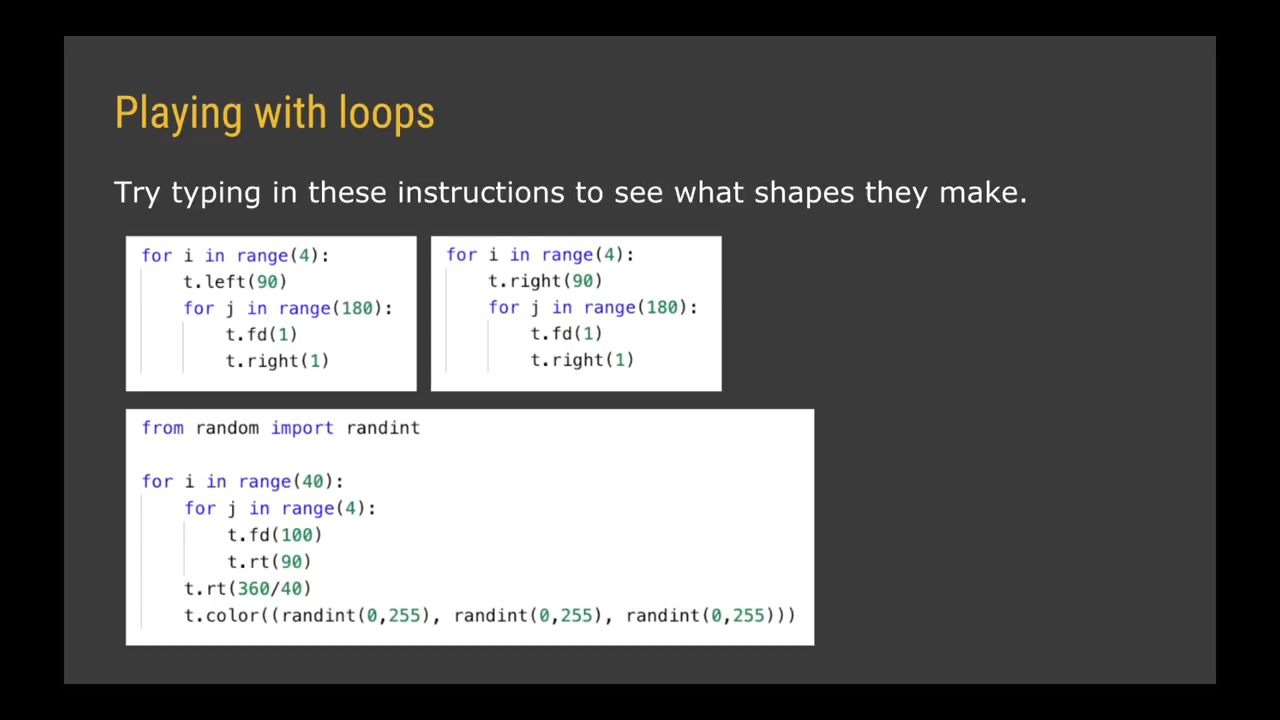 Playing with loops
Try typing in these instructions to see what shapes they make.
for i in range(4):
    t.left(90)
    for j in range(180):
        t.fd(1)
        t.right(1)
for i in range(4):
    t.right(90)
    for j in range(180):
        t.fd(1)
        t.right(1)
from random import randint

for i in range(40):
    for j in range(4):
        t.fd(100)
        t.rt(90)
    t.rt(360/40)
    t.color((randint(0,255), randint(0,255), randint(0,255)))